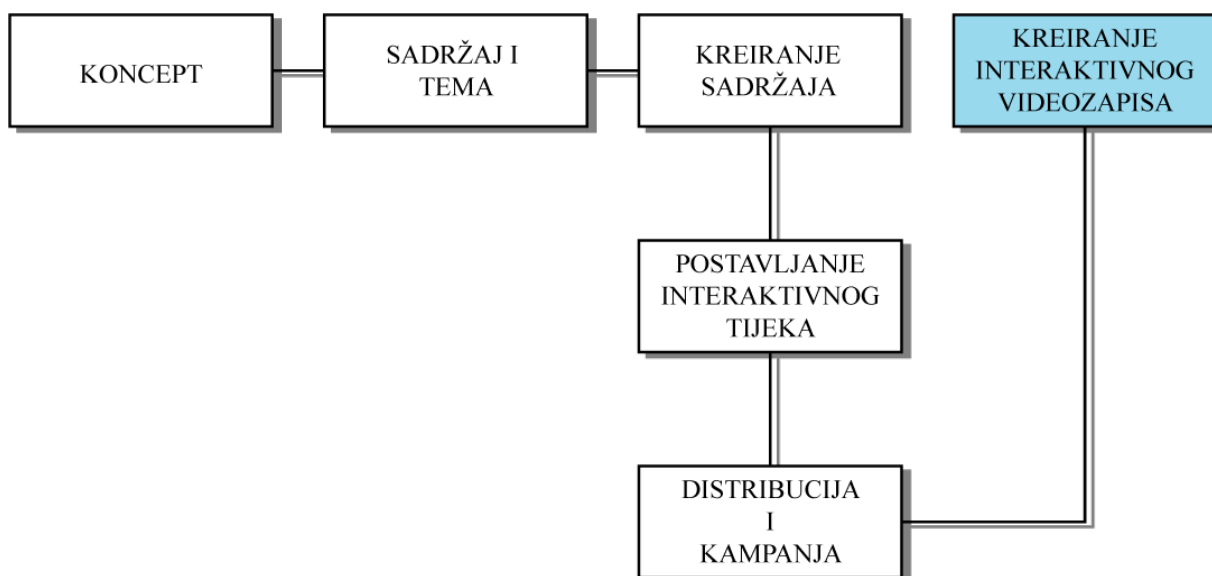 KONCEPT
SADRŽAJ I
TEMA
KREIRANJE
SADRŽAJA
KREIRANJE
INTERAKTIVNOG
VIDEOZAPISA
POSTAVLJANJE
INTERAKTIVNOG
TIJEKA
DISTRIBUCIJA
I
KAMPANJA